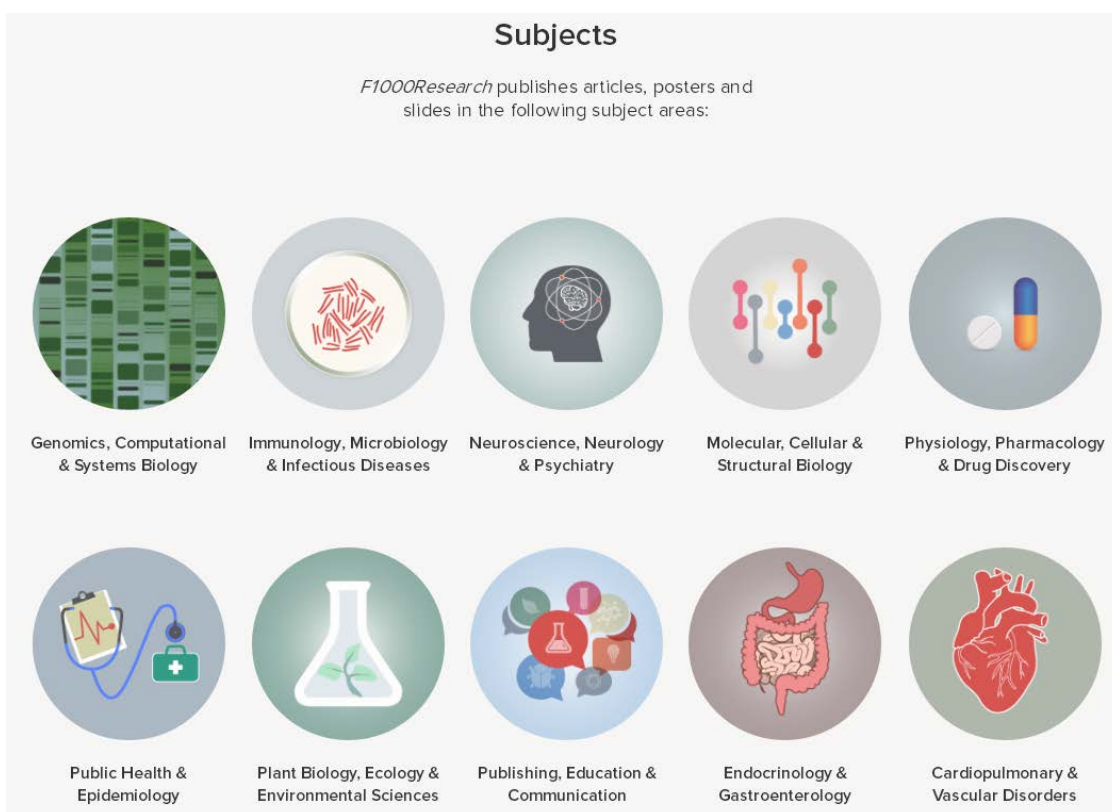 Subjects
F1000Research publishes articles, posters and
slides in the following subject areas:
Genomics, Computational
& Systems Biology
Immunology, Microbiology
& Infectious Diseases
Neuroscience, Neurology
& Psychiatry
Molecular, Cellular &
Structural Biology
Physiology, Pharmacology
& Drug Discovery
Public Health &
Epidemiology
Plant Biology, Ecology &
Environmental Sciences
Publishing, Education &
Communication
Endocrinology &
Gastroenterology
Cardiopulmonary &
Vascular Disorders